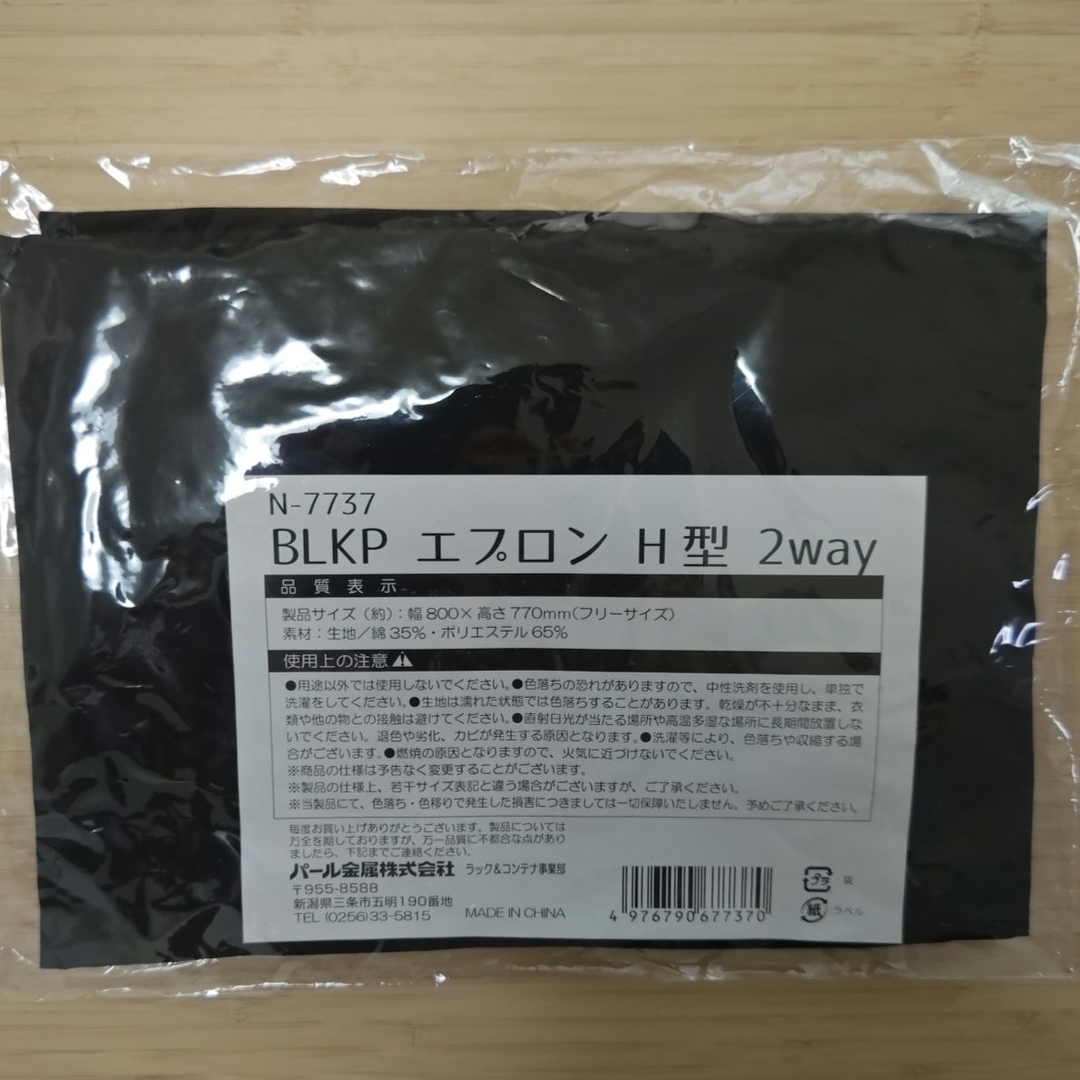 N-7737
BLKP エプロン H型 2way
品質表示
製品サイズ(約):幅800×高さ770mm(フリーサイズ)
素材:生地/綿35%・ポリエステル65%
使用上の注意
●用途以外では使用しないでください。●色落ちの恐れがありますので、中性洗剤を使用し、単独で
洗濯をしてください。●生地は濡れた状態では色落ちすることがあります。乾燥が不十分なまま、衣
類や他の物との接触は避けてください。●直射日光が当たる場所や高温多湿な場所に長期間放置しな
いでください。退色や劣化、カビが発生する原因となります。●洗濯等により、色落ちや収縮する場
合がございます。●燃焼の原因となりますので、火気に近づけないでください。
※商品の仕様は予告なく変更することがございます。
※製品の仕様上、若干サイズ表記と違う場合がございますが、ご了承ください。
※当製品にて、色落ち・色移りで発生した損害につきましては一切保障いたしません。予めご了承ください。
毎度お買い上げありがとうございます。製品については
万全を期しておりますが、万一品質に不都合な点があり
ましたら、下記までご連絡ください。
パール金属株式会社 ラック&コンテナ事業部
〒955-8588
新潟県三条市五明190番地
TEL (0256)33-5815 MADE IN CHINA
4 976790 677370
プラ 袋
紙 ラベル